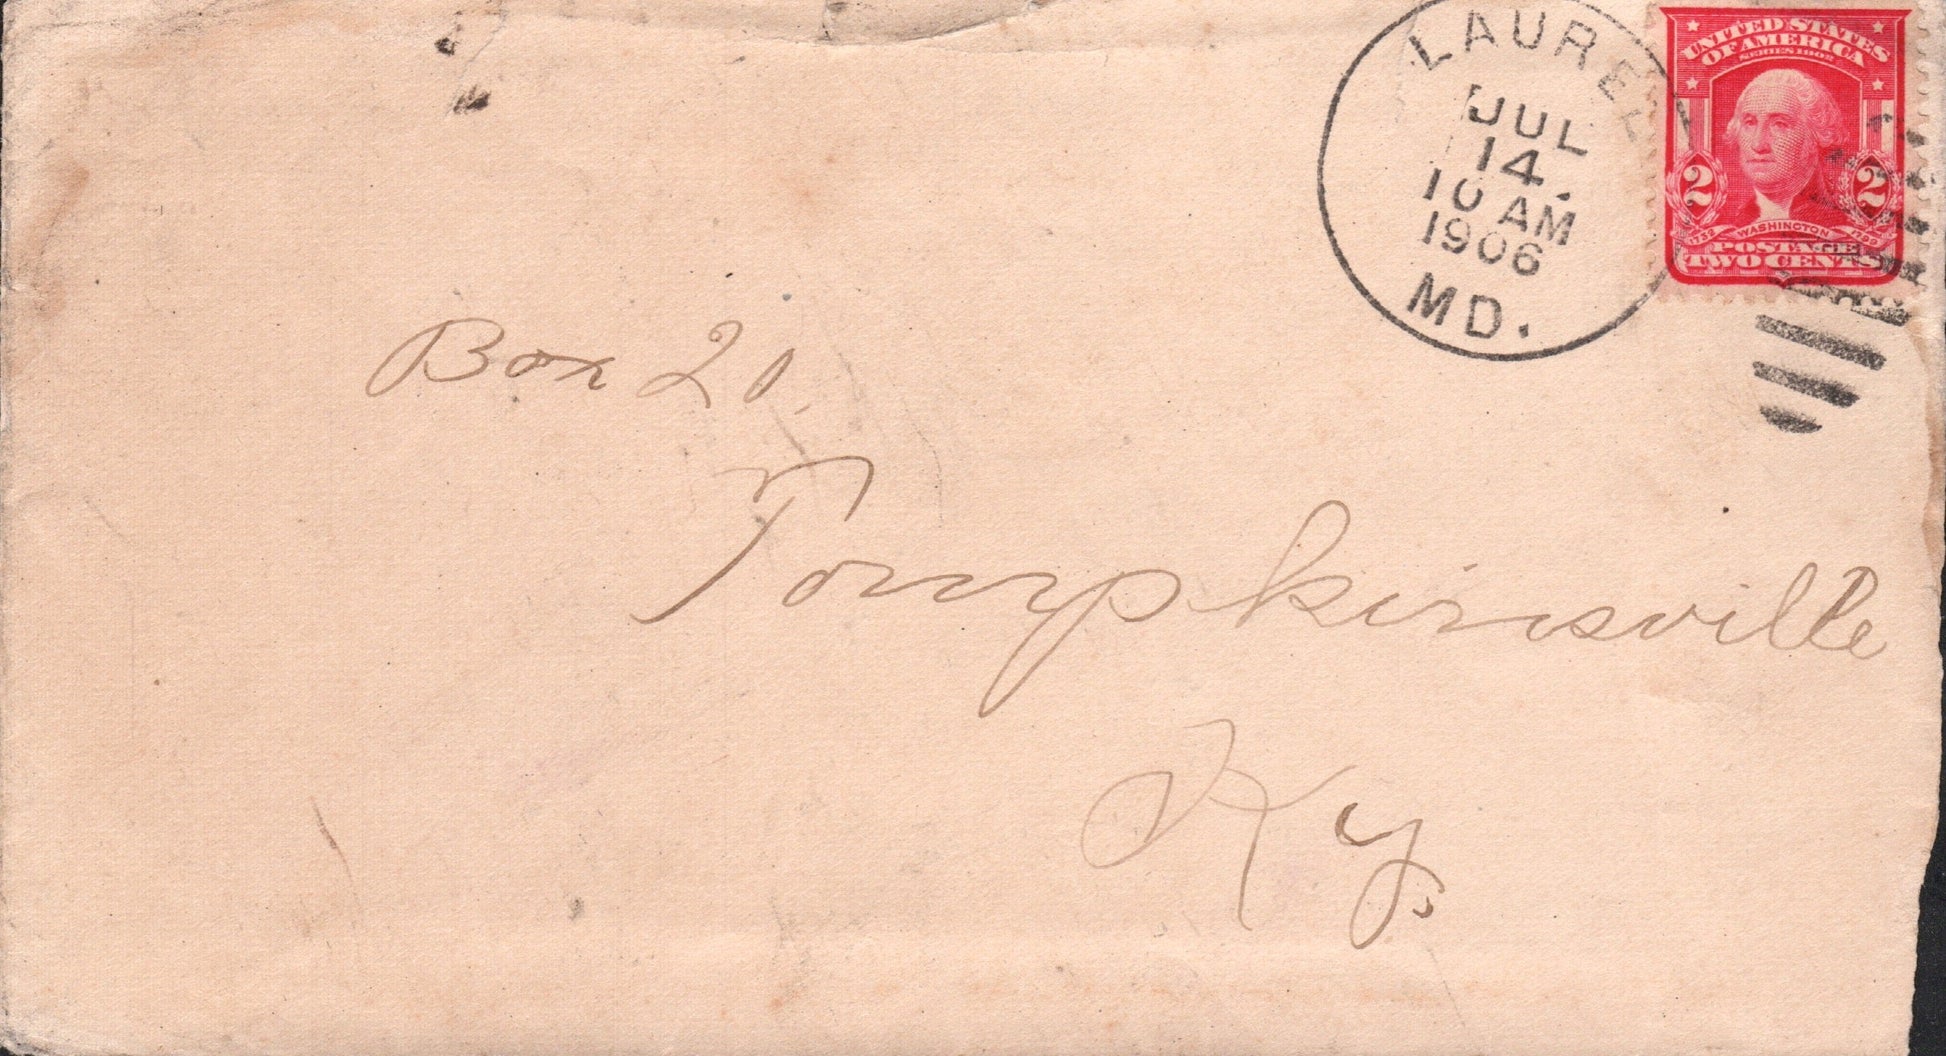 LAUREL
JUL
14.
10 AM
1906
MD.
UNITED STATES
OF AMERICA
SERIES 1902
2 2
1732 WASHINGTON 1799
POSTAGE
TWO CENTS
Box 20.
Tompkinsville
Ky.